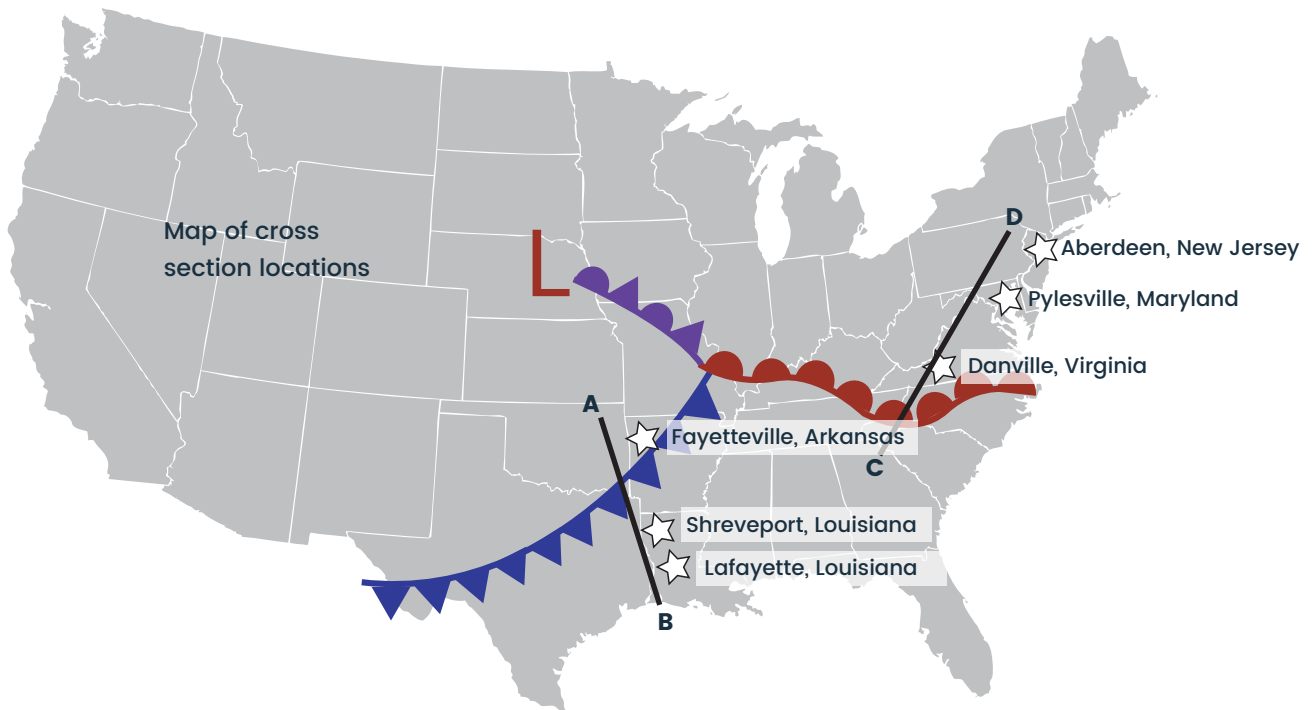 D
Map of cross
section locations
Aberdeen, New Jersey
L
Pylesville, Maryland
Danville, Virginia
A
Fayetteville, Arkansas
C
Shreveport, Louisiana
Lafayette, Louisiana
B